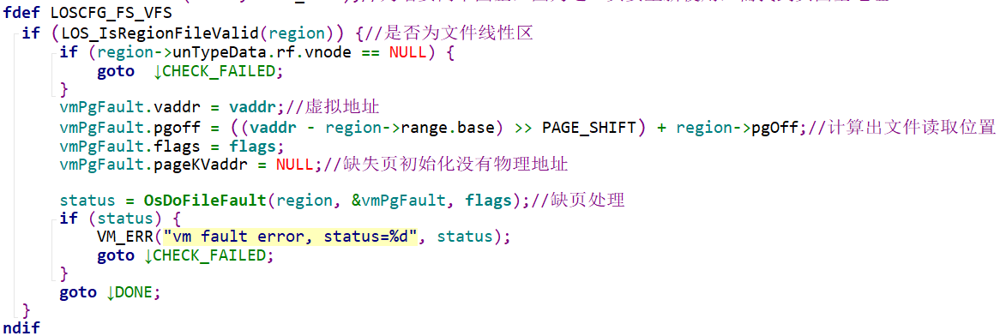 fdef LOSCFG_FS_VFS
if (LOS_IsRegionFileValid(region)) {//是否为文件线性区
if (region->unTypeData.rf.vnode == NULL) {
goto ↓CHECK_FAILED;
}
vmPgFault.vaddr = vaddr;//虚拟地址
vmPgFault.pgoff = ((vaddr - region->range.base) >> PAGE_SHIFT) + region->pgOff;//计算出文件读取位置
vmPgFault.flags = flags;
vmPgFault.pageKVaddr = NULL;//缺失页初始化没有物理地址
status = OsDoFileFault(region, &vmPgFault, flags);//缺页处理
if (status) {
VM_ERR("vm fault error, status=%d", status);
goto ↓CHECK_FAILED;
}
goto ↓DONE;
}
ndif